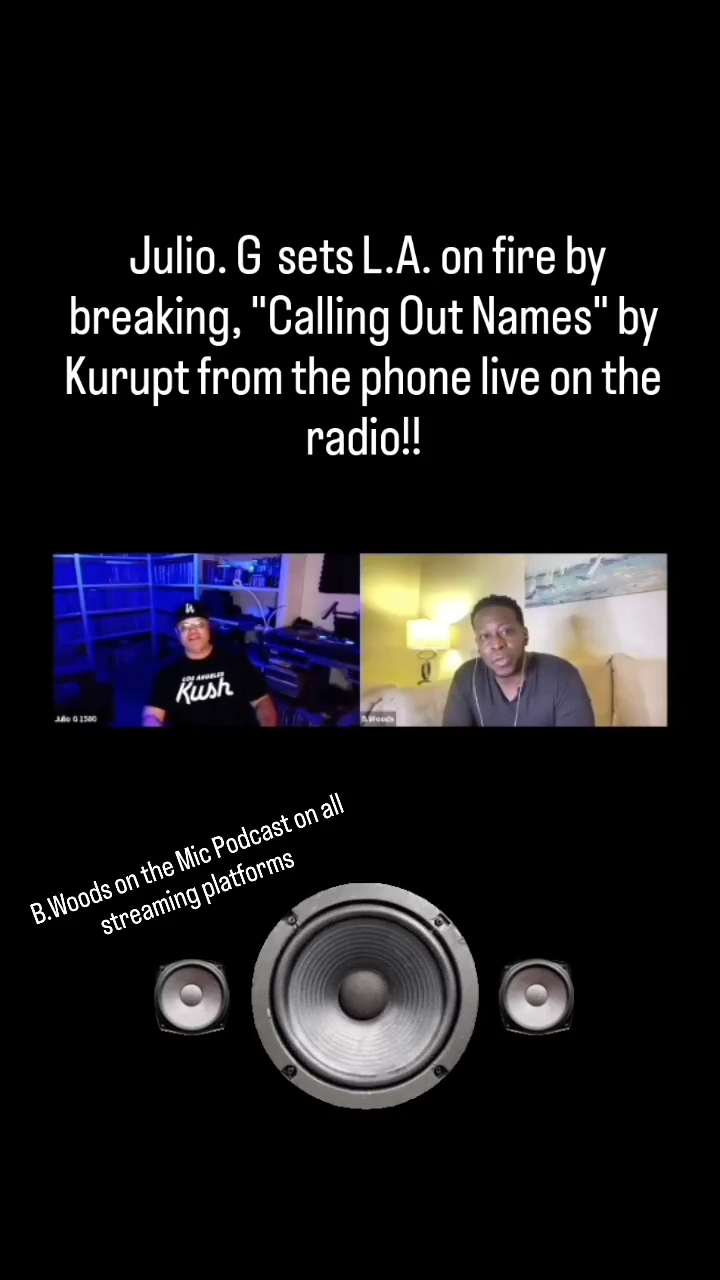 Julio. G sets L.A. on fire by
breaking, "Calling Out Names" by
Kurupt from the phone live on the
radio!!
LA
LOS ANGELES
Kush
Julio G 1580
B.Woods
B.Woods on the Mic Podcast on all
streaming platforms